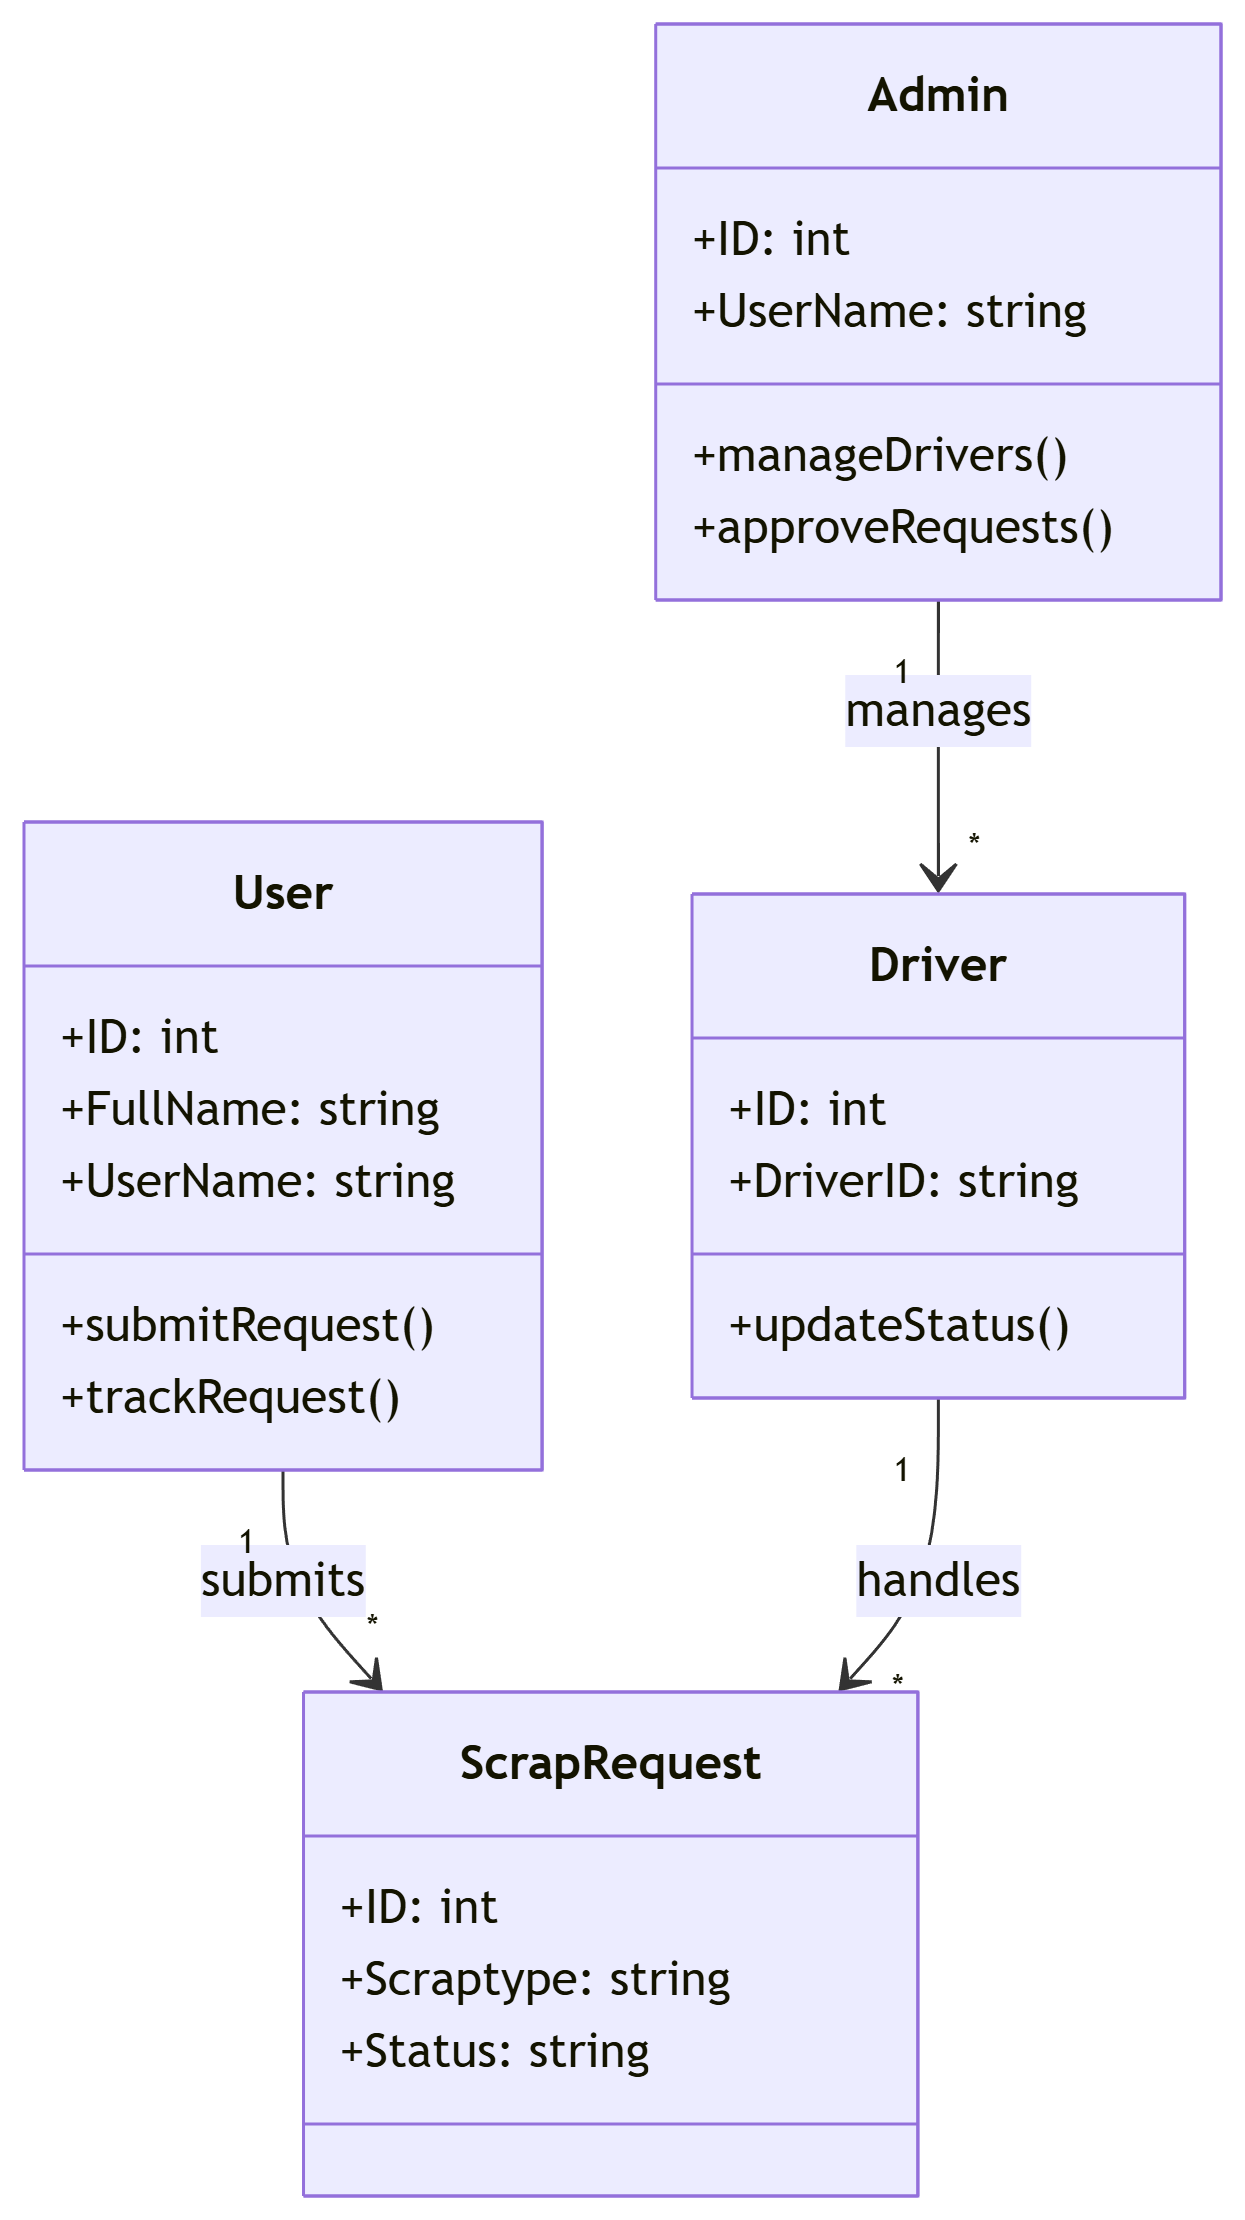 Admin
+ID: int
+UserName: string
+manageDrivers()
+approveRequests()
1
manages
*
User
+ID: int
+FullName: string
+UserName: string
+submitRequest()
+trackRequest()
Driver
+ID: int
+DriverID: string
+updateStatus()
1
submits
*
1
handles
*
ScrapRequest
+ID: int
+Scraptype: string
+Status: string